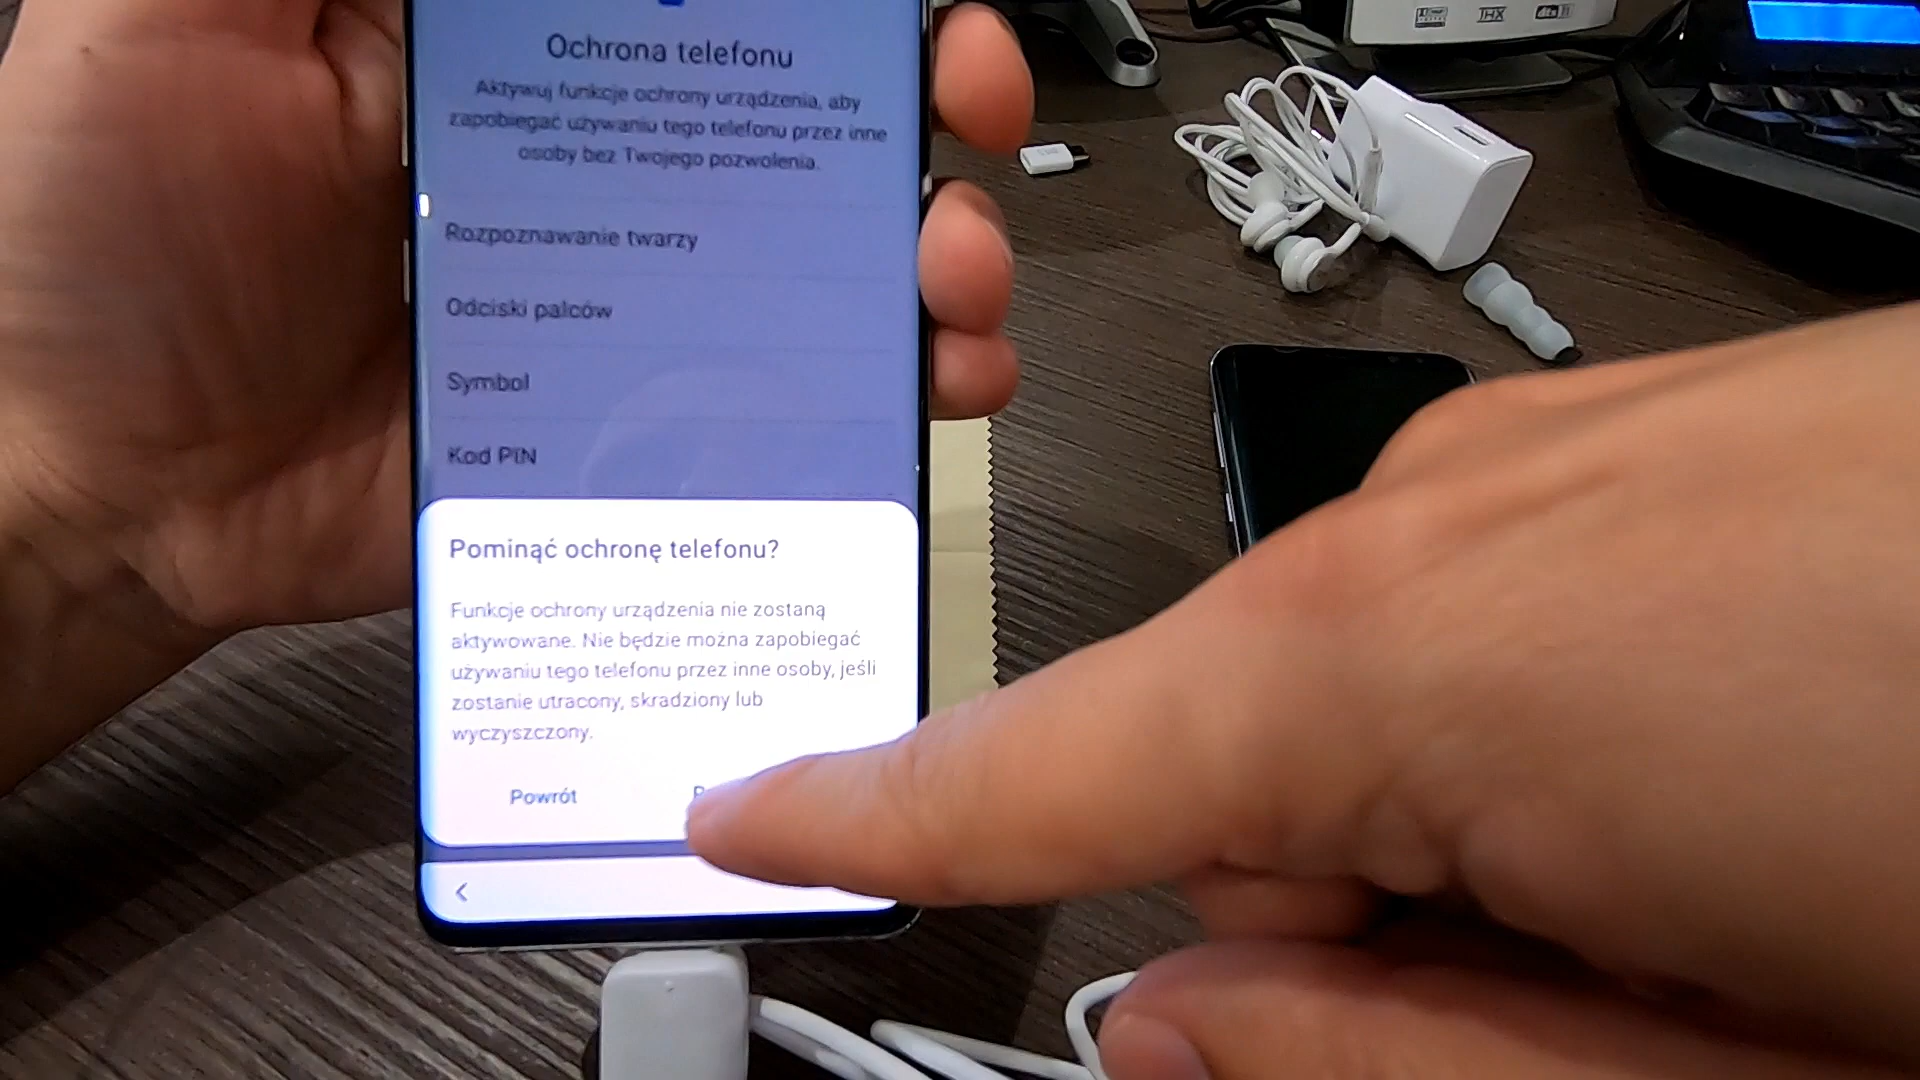 THX
dts
Ochrona telefonu
Aktywuj funkcje ochrony urządzenia, aby
zapobiegać używaniu tego telefonu przez inne
osoby bez Twojego pozwolenia.
Rozpoznawanie twarzy
Odciski palców
Symbol
Kod PIN
Pominąć ochronę telefonu?
Funkcje ochrony urządzenia nie zostaną
aktywowane. Nie będzie można zapobiegać
używaniu tego telefonu przez inne osoby, jeśli
zostanie utracony, skradziony lub
wyczyszczony.
Powrót